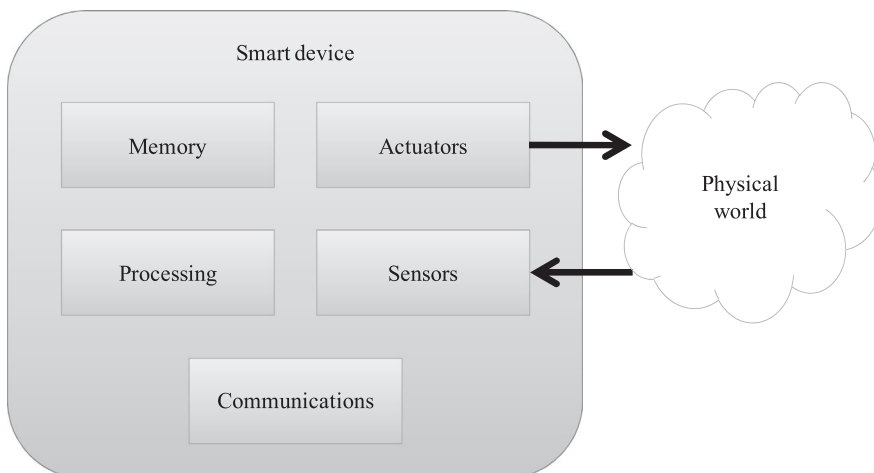 Smart device
Memory
Actuators
Physical
world
Processing
Sensors
Communications